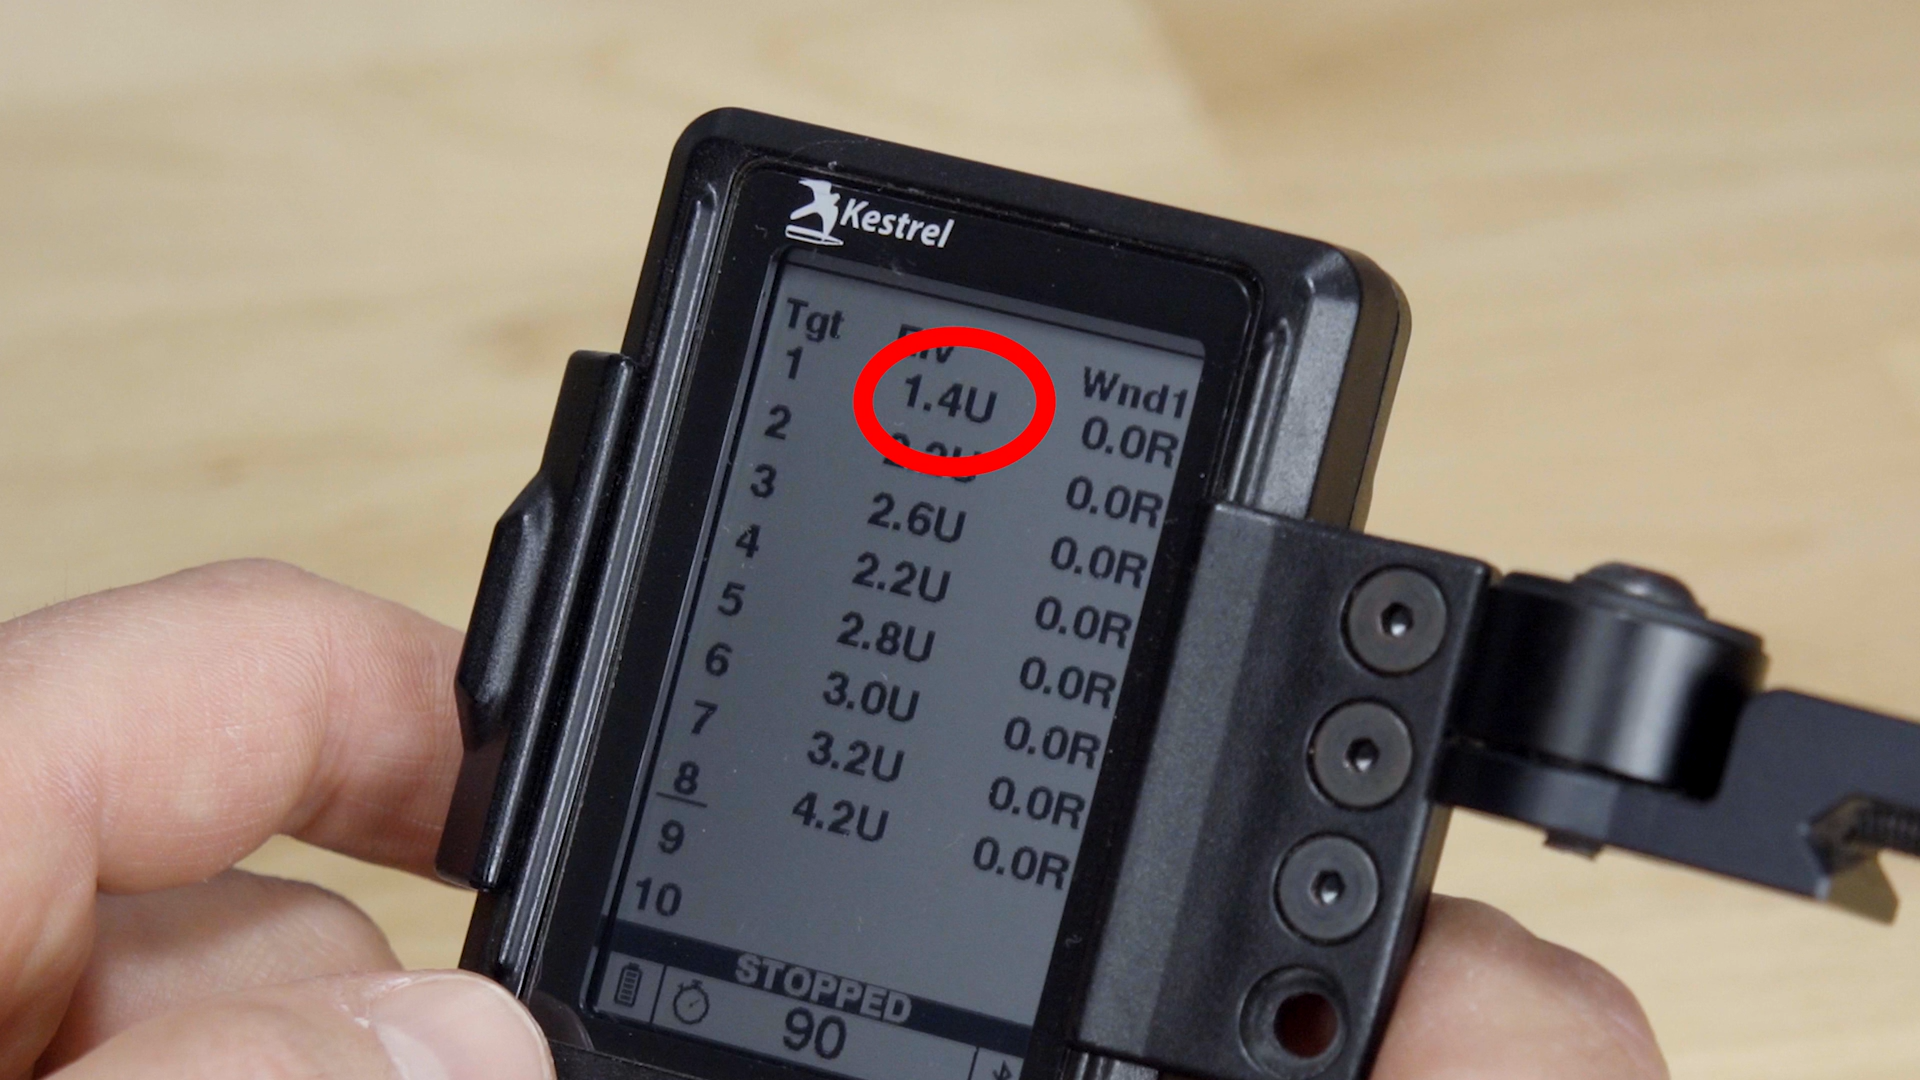 Kestrel
Tgt Elv Wnd1
1 1.4U 0.0R
2 0.0R
3 2.6U 0.0R
4 2.2U 0.0R
5 2.8U 0.0R
6 3.0U 0.0R
7 3.2U 0.0R
8 4.2U 0.0R
9
10
STOPPED
90